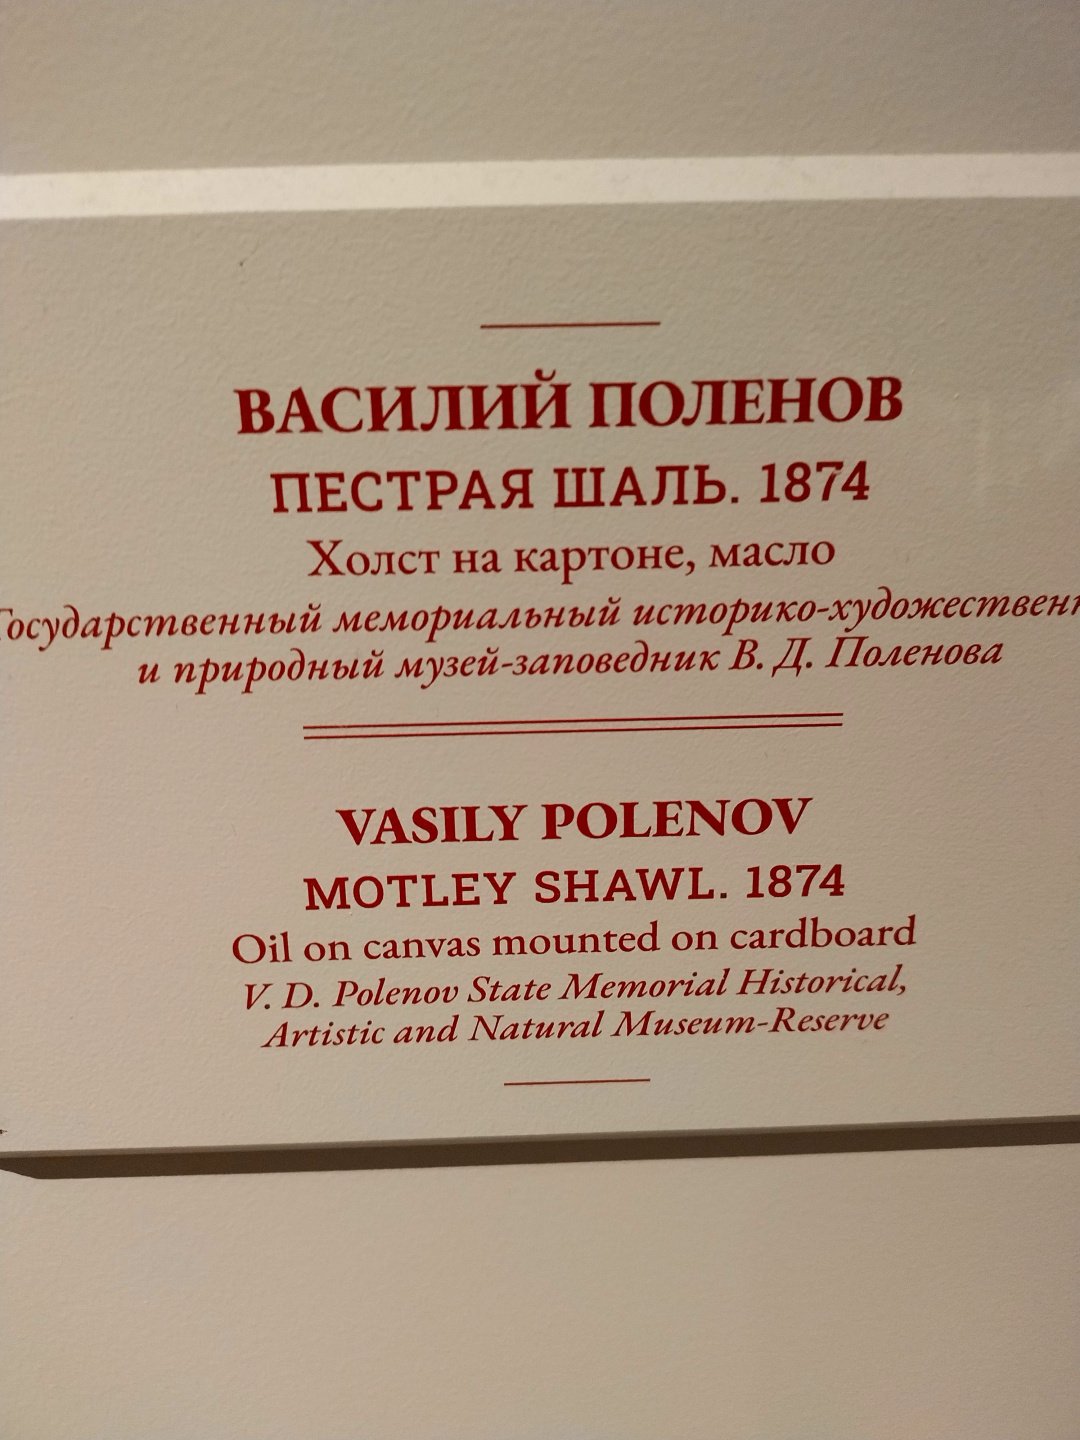 ВАСИЛИЙ ПОЛЕНОВ
ПЕСТРАЯ ШАЛЬ. 1874
Холст на картоне, масло
Государственный мемориальный историко-художествен
и природный музей-заповедник В. Д. Поленова
VASILY POLENOV
MOTLEY SHAWL. 1874
Oil on canvas mounted on cardboard
V. D. Polenov State Memorial Historical,
Artistic and Natural Museum-Reserve